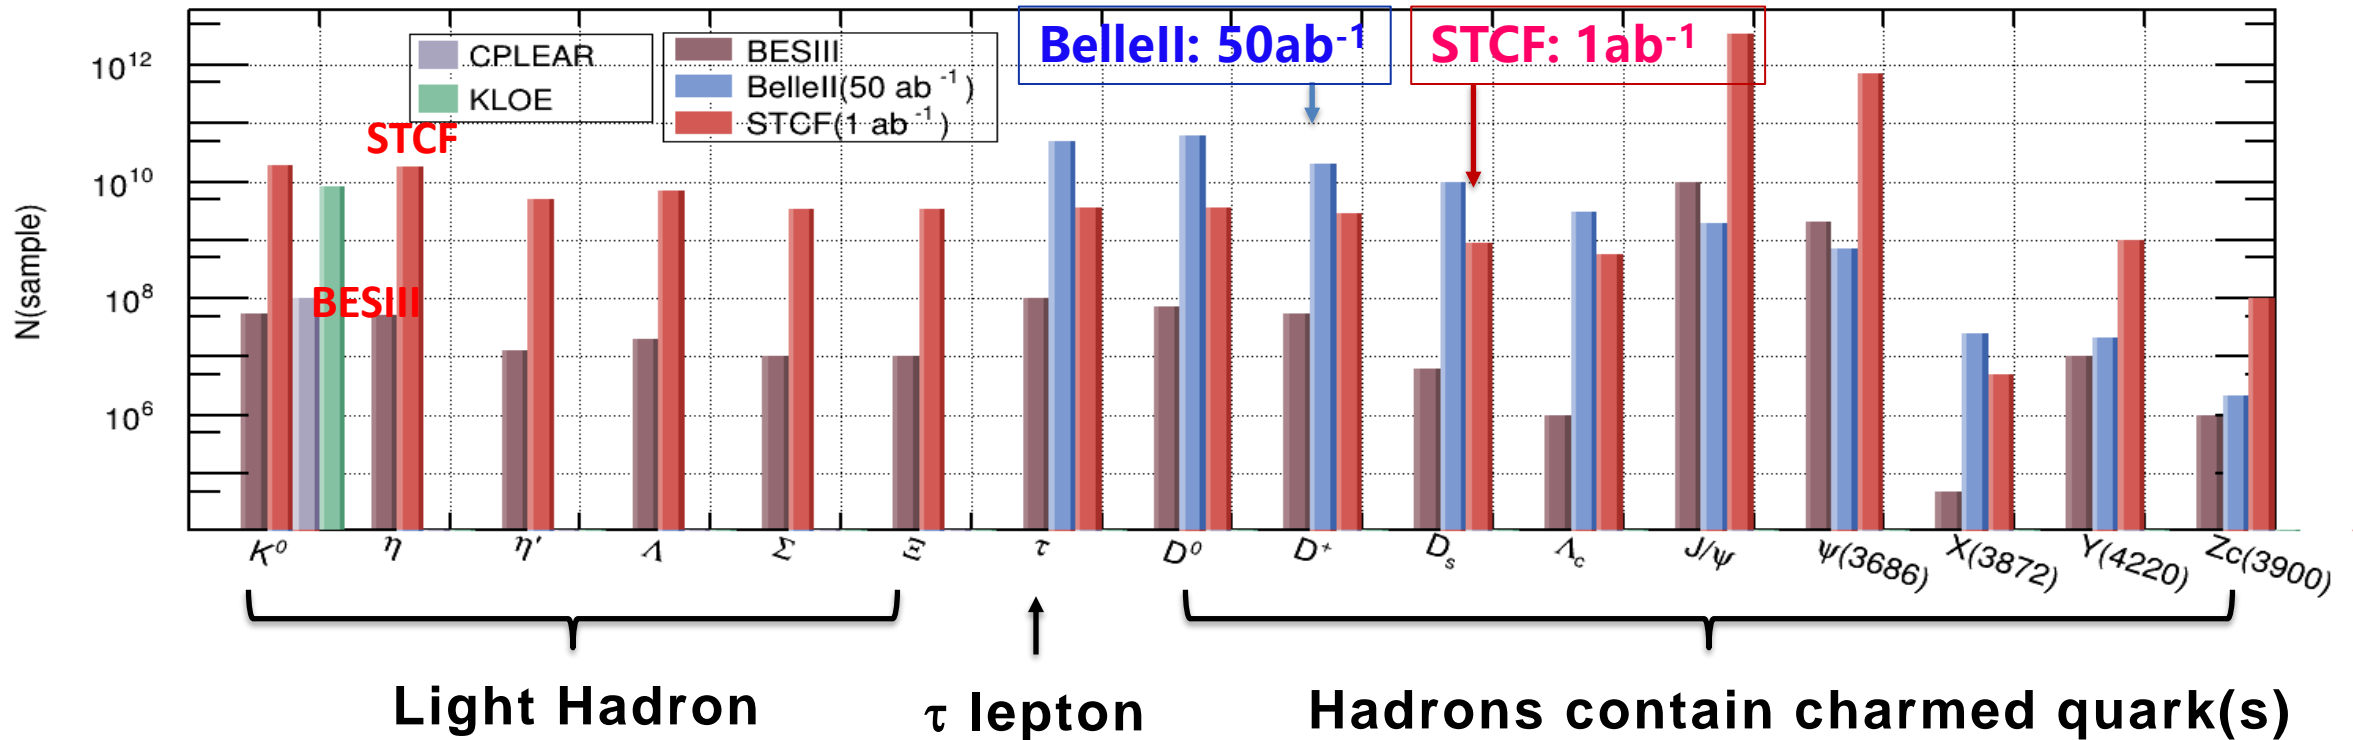 BelleII: 50ab⁻¹
STCF: 1ab⁻¹
CPLEAR
KLOE
BESIII
BelleII(50 ab⁻¹)
STCF(1 ab⁻¹)
N(sample)
10¹²
10¹⁰
10⁸
10⁶
STCF
BESIII
K⁰
η
η′
Λ
Σ
Ξ
τ
D⁰
D⁺
Dₛ
Λc
J/ψ
ψ(3686)
X(3872)
Y(4220)
Zc(3900)
Light Hadron
τ lepton
Hadrons contain charmed quark(s)